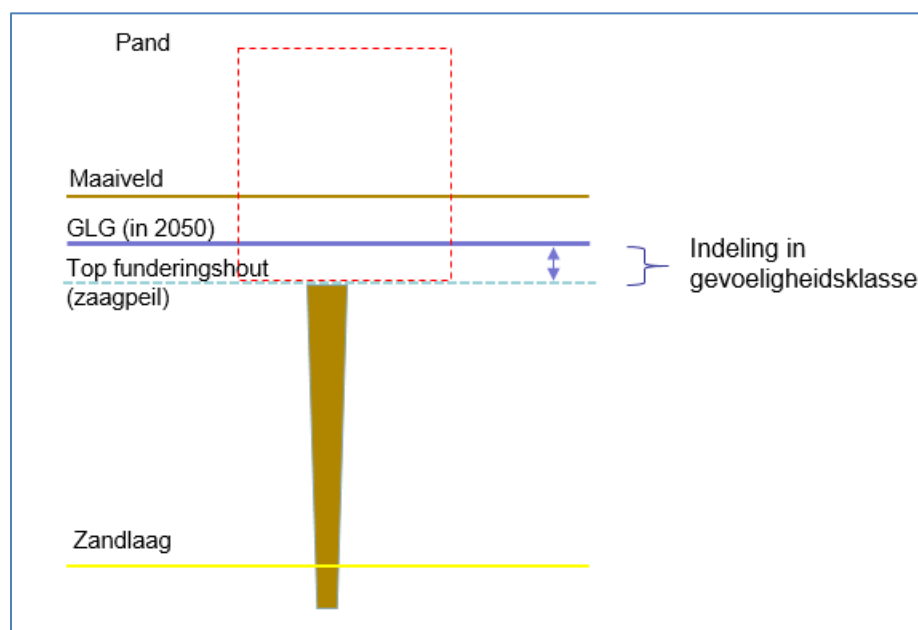 Pand
Maaiveld
GLG (in 2050)
Top funderingshout
(zaagpeil)
Indeling in
gevoeligheidsklasse
Zandlaag